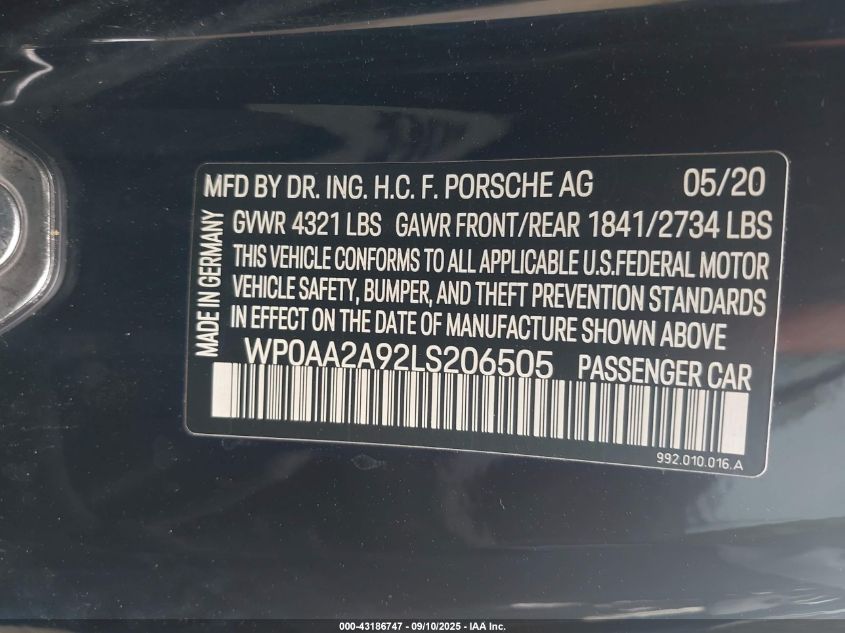 MFD BY DR. ING. H.C. F. PORSCHE AG 05/20
GVWR 4321 LBS GAWR FRONT/REAR 1841/2734 LBS
THIS VEHICLE CONFORMS TO ALL APPLICABLE U.S.FEDERAL MOTOR
VEHICLE SAFETY, BUMPER, AND THEFT PREVENTION STANDARDS
IN EFFECT ON THE DATE OF MANUFACTURE SHOWN ABOVE
MADE IN GERMANY
WP0AA2A92LS206505 PASSENGER CAR
992.010.016.A
000-43186747 - 09/10/2025 - IAA Inc.